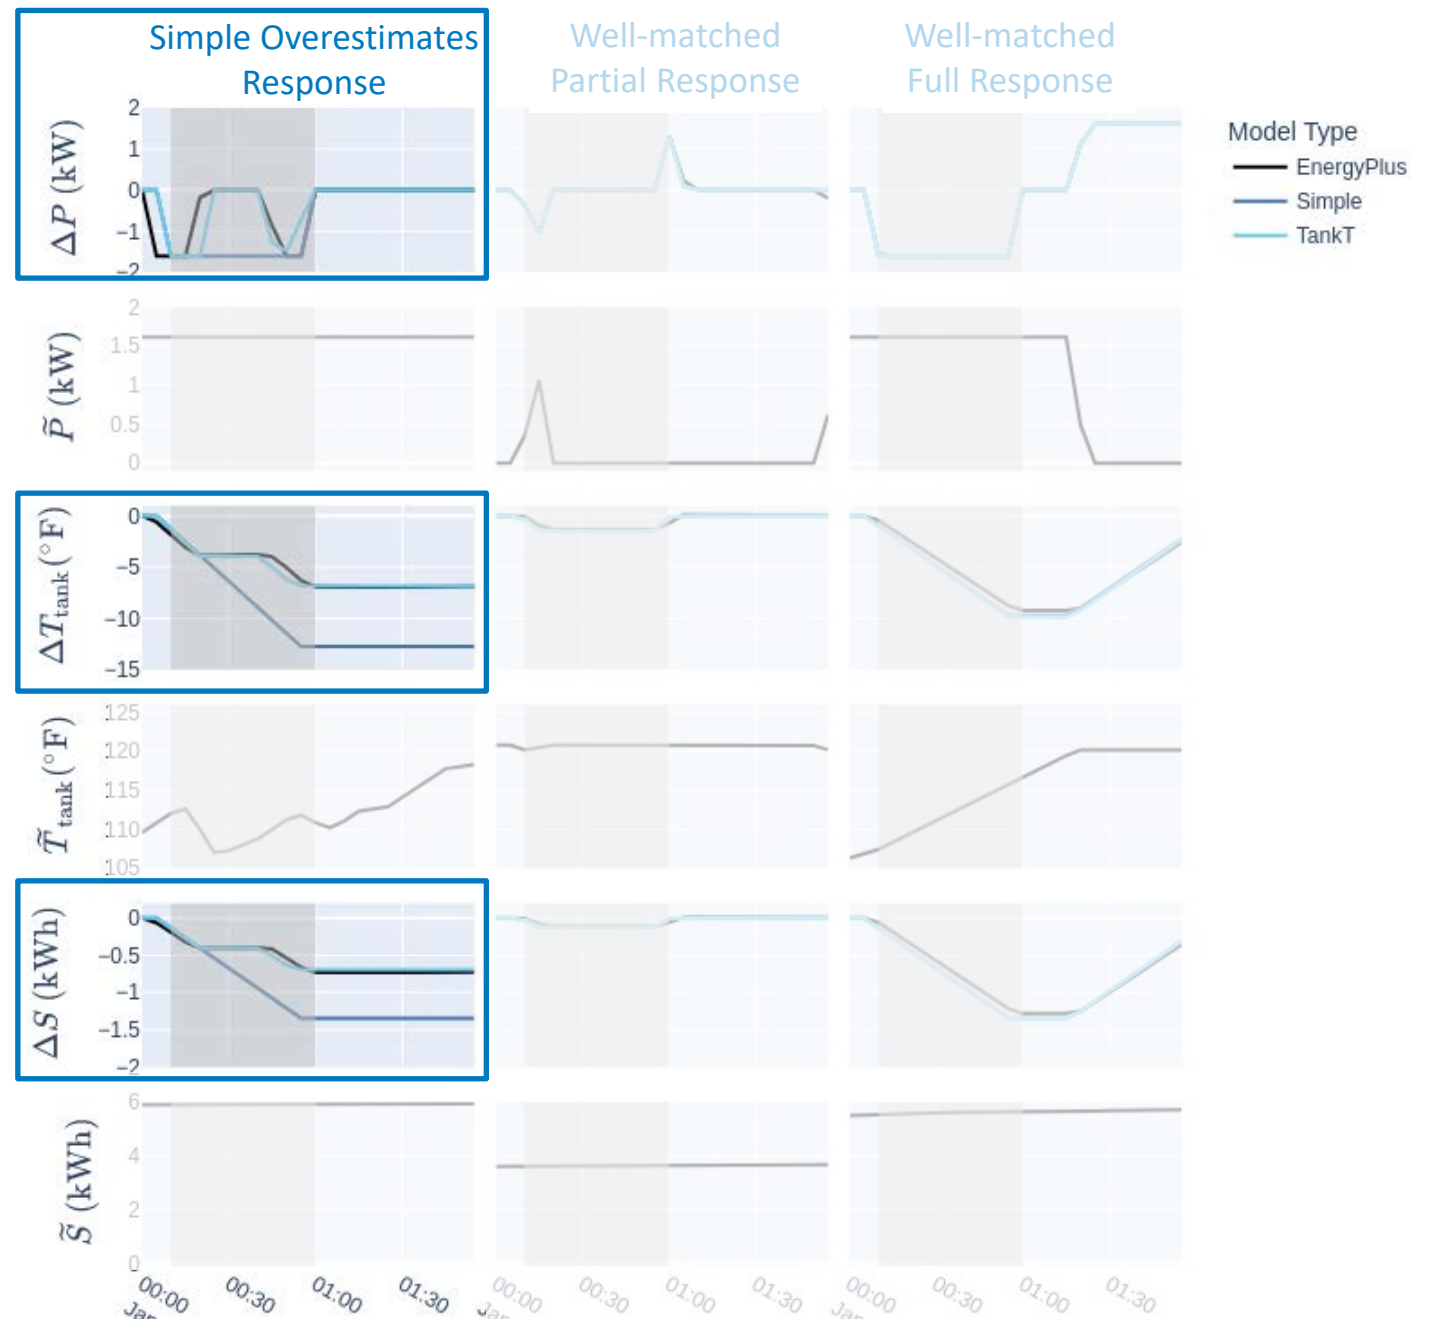 Simple Overestimates
Response
Well-matched
Partial Response
Well-matched
Full Response
Model Type
EnergyPlus
Simple
TankT
ΔP (kW)
2
1
0
−1
−2
P̃ (kW)
2
1.5
1
0.5
0
ΔT_tank (°F)
0
−5
−10
−15
T̃_tank (°F)
125
120
115
110
105
ΔS (kWh)
0
−0.5
−1
−1.5
−2
S̃ (kWh)
6
4
2
0
00:00 00:30 01:00 01:30 00:00 00:30 01:00 01:30 00:00 00:30 01:00 01:30